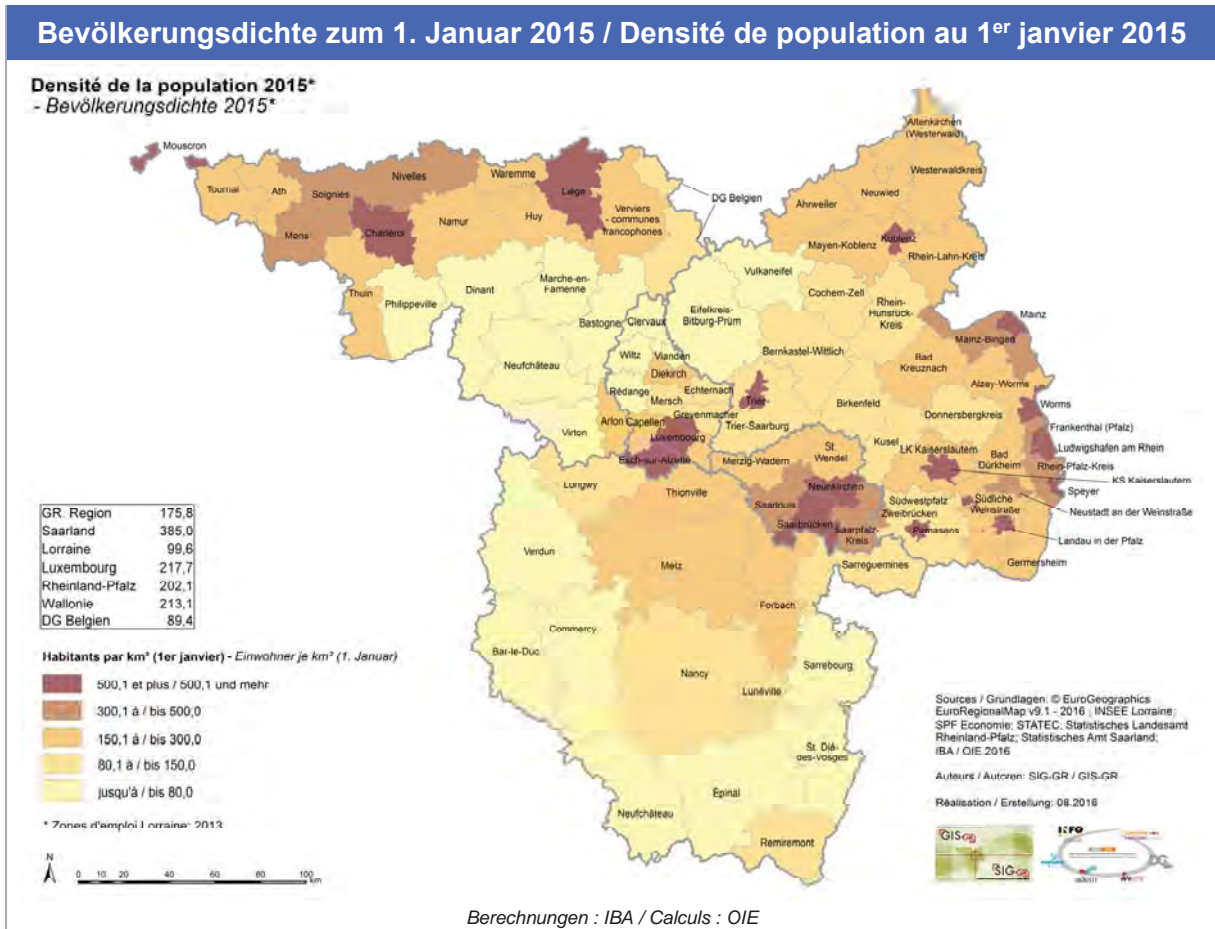 Bevölkerungsdichte zum 1. Januar 2015 / Densité de population au 1er janvier 2015
Densité de la population 2015*
- Bevölkerungsdichte 2015*
Mouscron
Tournai
Ath
Soignies
Nivelles
Waremme
Liège
Mons
Charleroi
Namur
Huy
Verviers
- communes
francophones
DG Belgien
Thuin
Philippeville
Dinant
Marche-en-
Famenne
Bastogne
Neufchâteau
Virton
Arlon
Clervaux
Wiltz
Vianden
Diekirch
Rédange
Mersch
Echternach
Capellen
Grevenmacher
Luxembourg
Esch-sur-Alzette
Altenkirchen
(Westerwald)
Westerwaldkreis
Neuwied
Ahrweiler
Mayen-Koblenz
Koblenz
Rhein-Lahn-Kreis
Vulkaneifel
Cochem-Zell
Eifelkreis-
Bitburg-Prüm
Rhein-
Hunsrück-
Kreis
Mainz
Mainz-Bingen
Bernkastel-Wittlich
Bad
Kreuznach
Alzey-Worms
Trier-
Trier-Saarburg
Birkenfeld
Donnersbergkreis
Worms
Frankenthal (Pfalz)
Ludwigshafen am Rhein
Rhein-Pfalz-Kreis
Kusel
LK Kaiserslautern
Bad
Dürkheim
KS Kaiserslautern
Speyer
Neustadt an der Weinstraße
Südwestpfalz
Zweibrücken
Südliche
Weinstraße
Pirmasens
Landau in der Pfalz
Germersheim
Merzig-Wadern
St.
Wendel
Neunkirchen
Saarlouis
Saarbrücken
Saarpfalz-
Kreis
Longwy
Thionville
Verdun
Metz
Sarreguemines
Forbach
Commercy
Bar-le-Duc
Nancy
Lunéville
Sarrebourg
St. Dié-
des-Vosges
Épinal
Neufchâteau
Remiremont
GR. Region 175,8
Saarland 385,0
Lorraine 99,6
Luxembourg 217,7
Rheinland-Pfalz 202,1
Wallonie 213,1
DG Belgien 89,4
Habitants par km² (1er janvier) - Einwohner je km² (1. Januar)
500,1 et plus / 500,1 und mehr
300,1 à / bis 500,0
150,1 à / bis 300,0
80,1 à / bis 150,0
jusqu'à / bis 80,0
* Zones d'emploi Lorraine: 2013
N
0 10 20 40 60 80 100
km
Sources / Grundlagen: © EuroGeographics
EuroRegionalMap v9.1 - 2016 ; INSEE Lorraine;
SPF Economie; STATEC; Statistisches Landesamt
Rheinland-Pfalz; Statistisches Amt Saarland;
IBA / OIE 2016
Auteurs / Autoren: SIG-GR / GIS-GR
Réalisation / Erstellung: 08.2016
GIS-GR
SIG-GR
DG
Berechnungen : IBA / Calculs : OIE